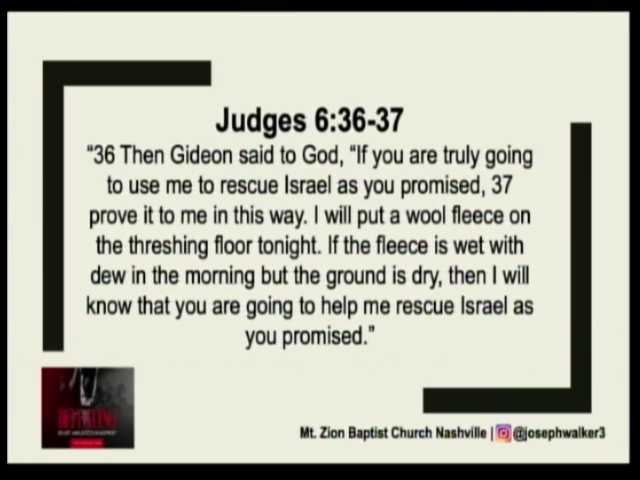 Judges 6:36-37
“36 Then Gideon said to God, “If you are truly going
to use me to rescue Israel as you promised, 37
prove it to me in this way. I will put a wool fleece on
the threshing floor tonight. If the fleece is wet with
dew in the morning but the ground is dry, then I will
know that you are going to help me rescue Israel as
you promised.”
Mt. Zion Baptist Church Nashville | @josephwalker3